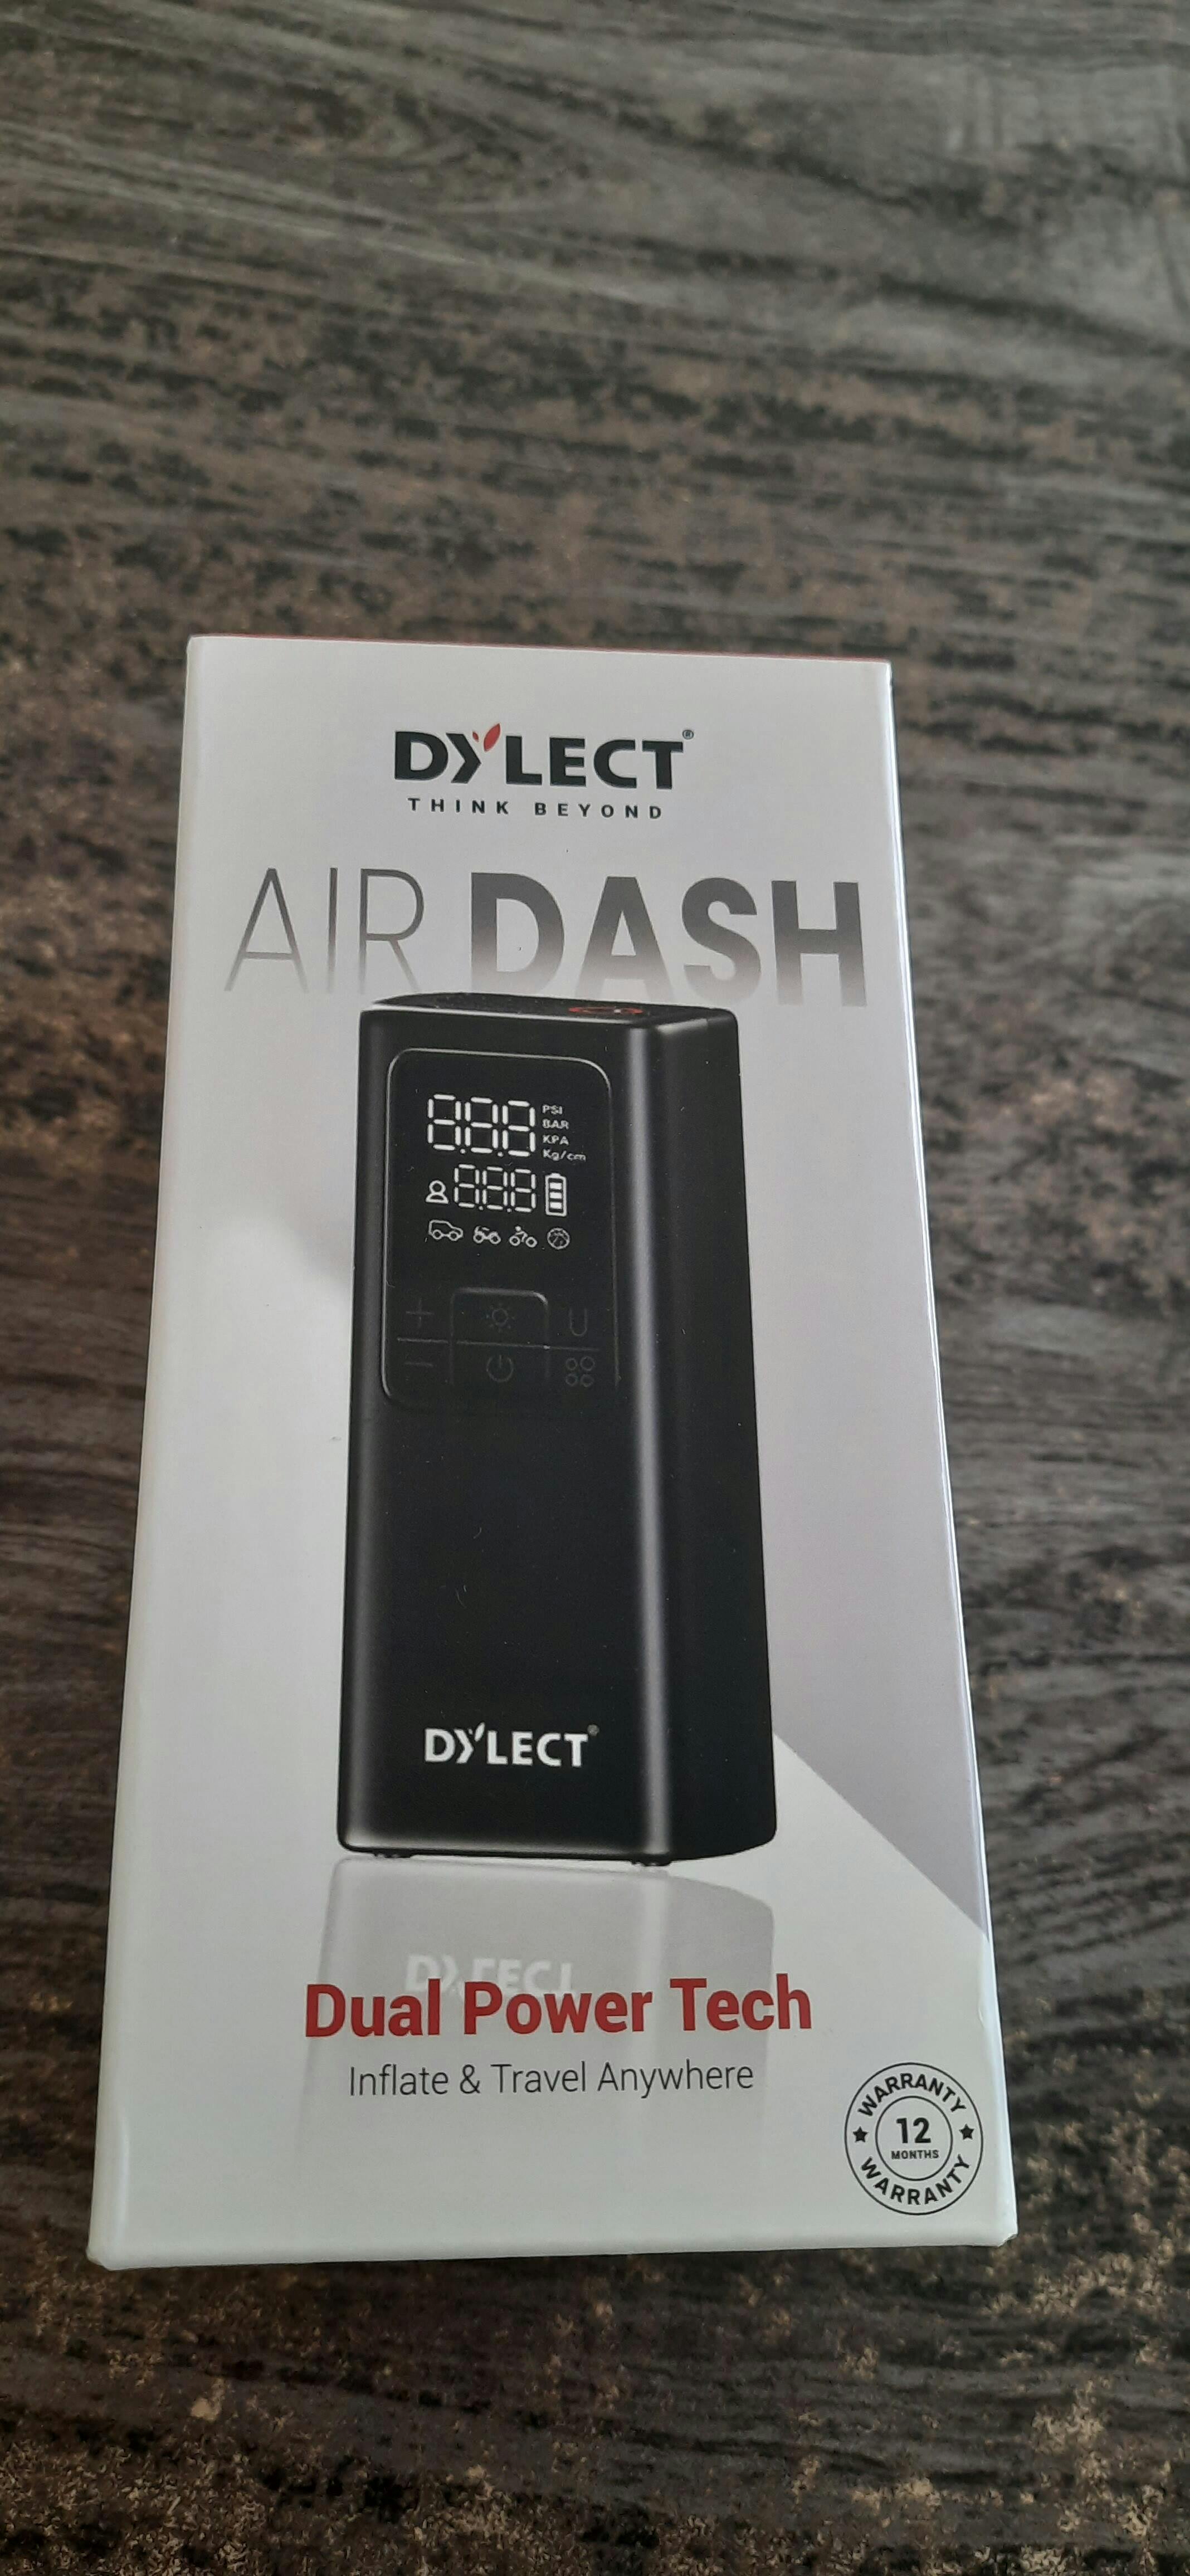 DYLECT®
THINK BEYOND
AIR DASH
888 PSI
BAR
KPA
Kg/cm
888
DYLECT®
Dual Power Tech
Inflate & Travel Anywhere
WARRANTY
12
MONTHS
WARRANTY